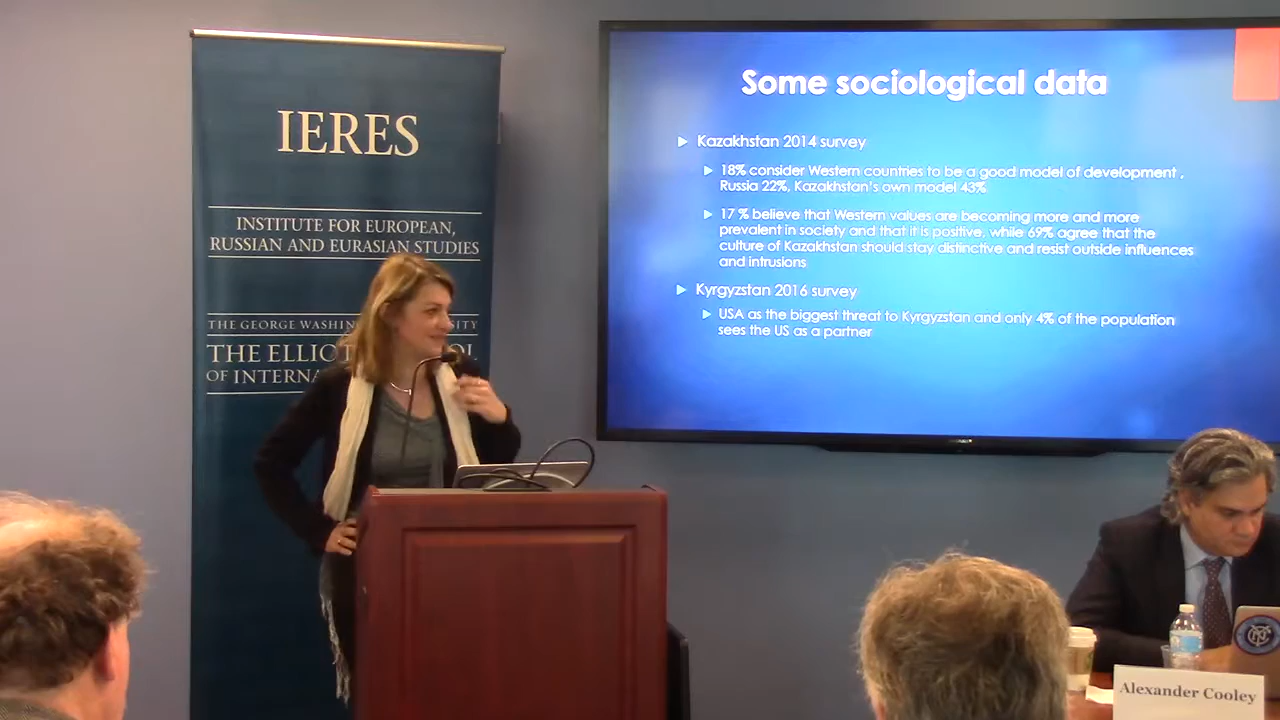 IERES
INSTITUTE FOR EUROPEAN,
RUSSIAN AND EURASIAN STUDIES
THE GEORGE
THE
OF
Some sociological data
Kazakhstan 2014 survey
18% consider Western countries to be a good model of development ,
Russia 22%, Kazakhstan's own model 43%
17 % believe that Western values are becoming more and more
prevalent in society and that it is positive, while 69% agree that the
culture of Kazakhstan should stay distinctive and resist outside influences
and intrusions
Kyrgyzstan 2016 survey
USA as the biggest threat to Kyrgyzstan and only 4% of the population
sees the US as a partner
Alexander Cooley